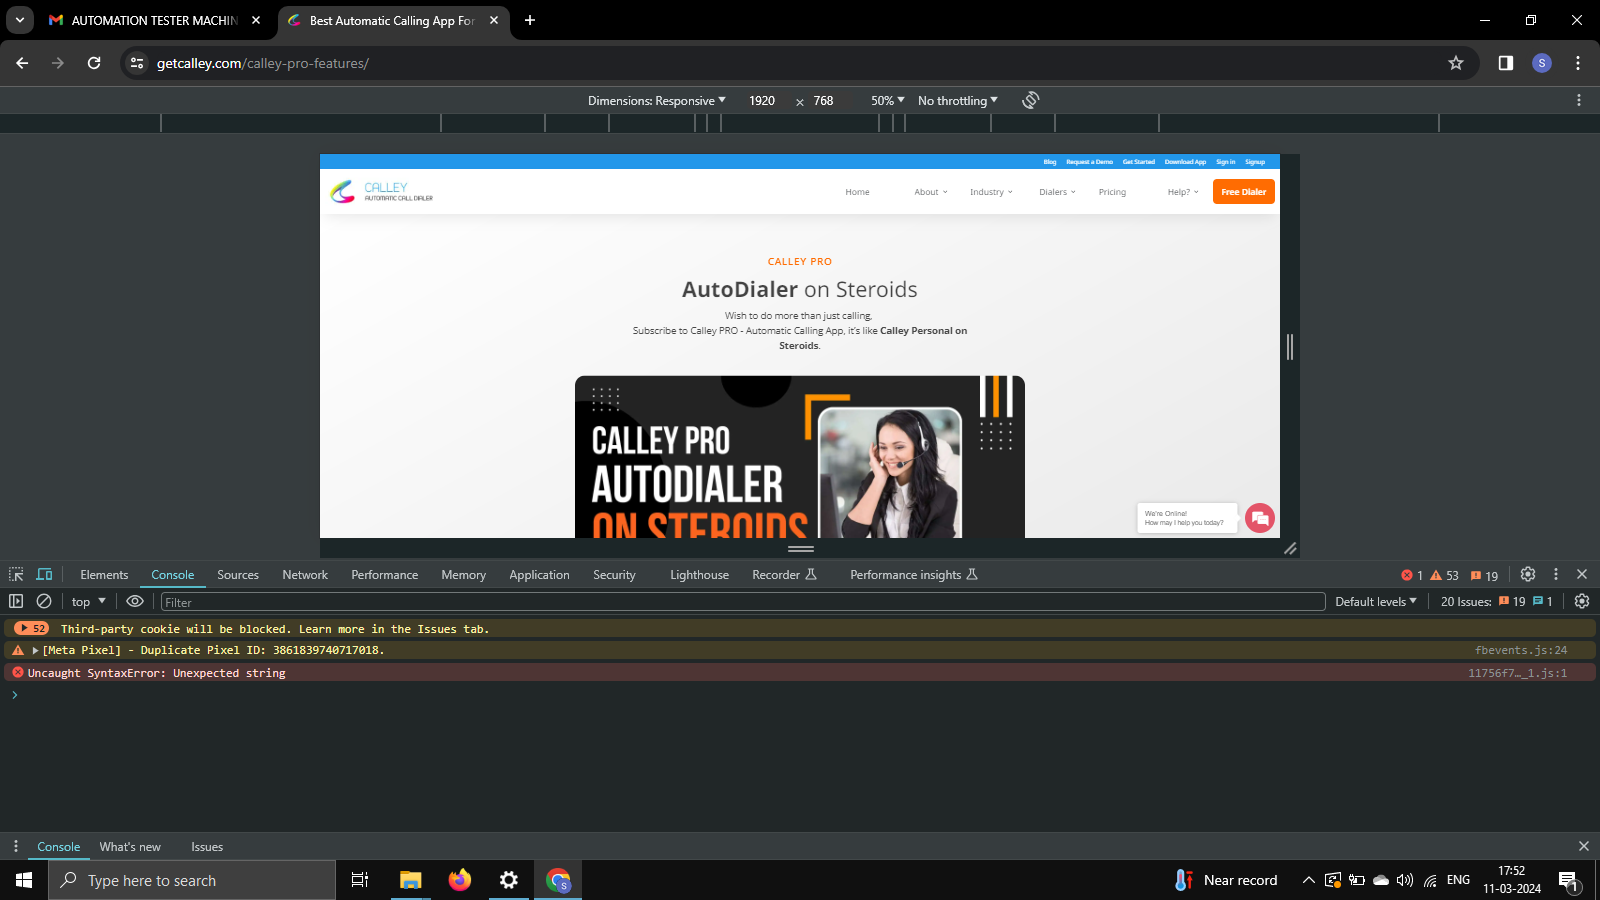 AUTOMATION TESTER MACHIN
Best Automatic Calling App For
getcalley.com/calley-pro-features/
S
Dimensions: Responsive 1920 × 768 50% No throttling
Blog Request a Demo Get Started Download App Sign in Signup
CALLEY
AUTOMATIC CALL DIALER
Home About Industry Dialers Pricing Help? Free Dialer
CALLEY PRO
AutoDialer on Steroids
Wish to do more than just calling,
Subscribe to Calley PRO - Automatic Calling App, it's like Calley Personal on
Steroids.
CALLEY PRO
AUTODIALER
ON STEROIDS
We're Online!
How may I help you today?
Elements Console Sources Network Performance Memory Application Security Lighthouse Recorder Performance insights 1 53 19
top Filter Default levels 20 Issues: 19 1
52 Third-party cookie will be blocked. Learn more in the Issues tab.
[Meta Pixel] - Duplicate Pixel ID: 3861839740717018. fbevents.js:24
Uncaught SyntaxError: Unexpected string 11756f7…_1.js:1
Console What's new Issues
Type here to search
S
Near record
ENG
17:52
11-03-2024
1